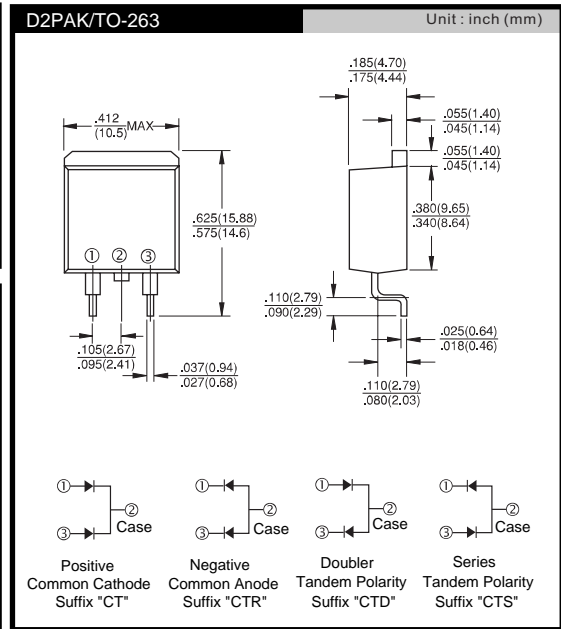 D2PAK/TO-263 Unit : inch (mm)
.185(4.70)
.175(4.44)
.412
(10.5) MAX
.055(1.40)
.045(1.14)
.055(1.40)
.045(1.14)
.625(15.88)
.575(14.6)
.380(9.65)
.340(8.64)
① ② ③
.110(2.79)
.090(2.29)
.105(2.67)
.095(2.41)
.037(0.94)
.027(0.68)
.025(0.64)
.018(0.46)
.110(2.79)
.080(2.03)
① ② ③ Case
① ② ③ Case
① ② ③ Case
① ② ③ Case
Positive
Common Cathode
Suffix "CT"
Negative
Common Anode
Suffix "CTR"
Doubler
Tandem Polarity
Suffix "CTD"
Series
Tandem Polarity
Suffix "CTS"